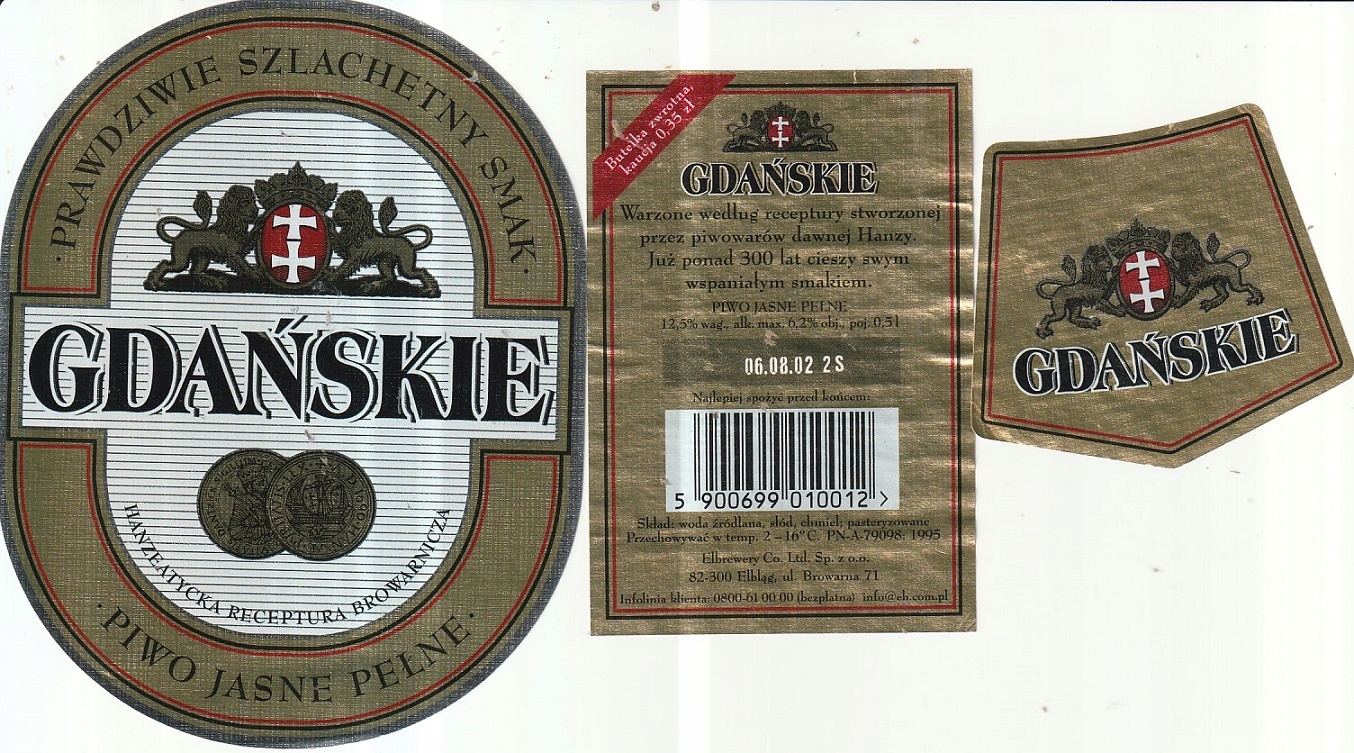 · PRAWDZIWIE SZLACHETNY SMAK ·
GDAŃSKIE
HANZEATYCKA RECEPTURA BROWARNICZA
· PIWO JASNE PEŁNE ·
Butelka zwrotna,
kaucja 0,35 zł
GDAŃSKIE
Warzone według receptury stworzonej
przez piwowarów dawnej Hanzy.
Już ponad 300 lat cieszy swym
wspaniałym smakiem.
PIWO JASNE PEŁNE
12,5% wag., alk. max. 6,2% obj., poj. 0,5 l
06.08.02 2S
Najlepiej spożyć przed końcem:
5 900699 010012 >
Skład: woda źródlana, słód, chmiel; pasteryzowane
Przechowywać w temp. 2 – 16°C. PN-A-79098: 1995
Elbrewery Co. Ltd. Sp. z o.o.
82-300 Elbląg, ul. Browarna 71
Infolinia klienta: 0800-61 00 00 (bezpłatna) info@eb.com.pl
GDAŃSKIE